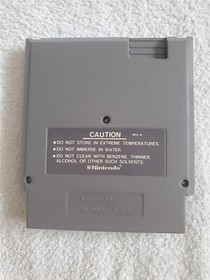 CAUTION
●DO NOT STORE IN EXTREME TEMPERATURES.
●DO NOT IMMERSE IN WATER
●DO NOT CLEAN WITH BENZENE, THINNER,
ALCOHOL OR OTHER SUCH SOLVENTS.
Nintendo